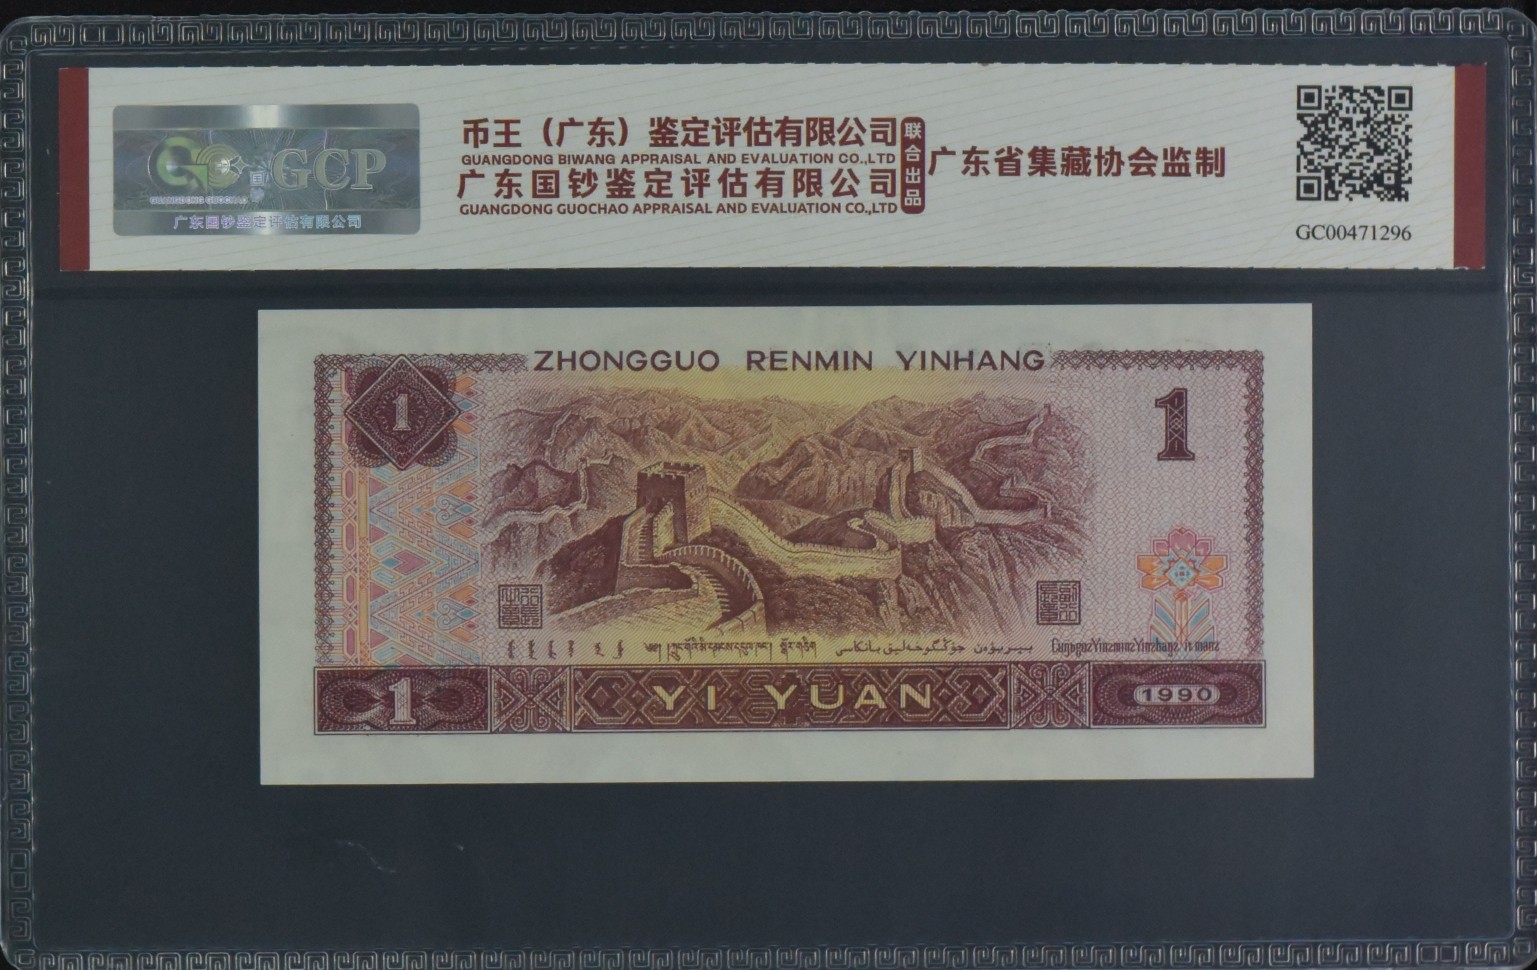 GCP
GUANGDONG GUOCHAO
广东国钞鉴定评估有限公司
币王（广东）鉴定评估有限公司
GUANGDONG BIWANG APPRAISAL AND EVALUATION CO.,LTD
广东国钞鉴定评估有限公司
GUANGDONG GUOCHAO APPRAISAL AND EVALUATION CO.,LTD
联合出品
广东省集藏协会监制
GC00471296
ZHONGGUO RENMIN YINHANG
1
1
1
YI YUAN
1990